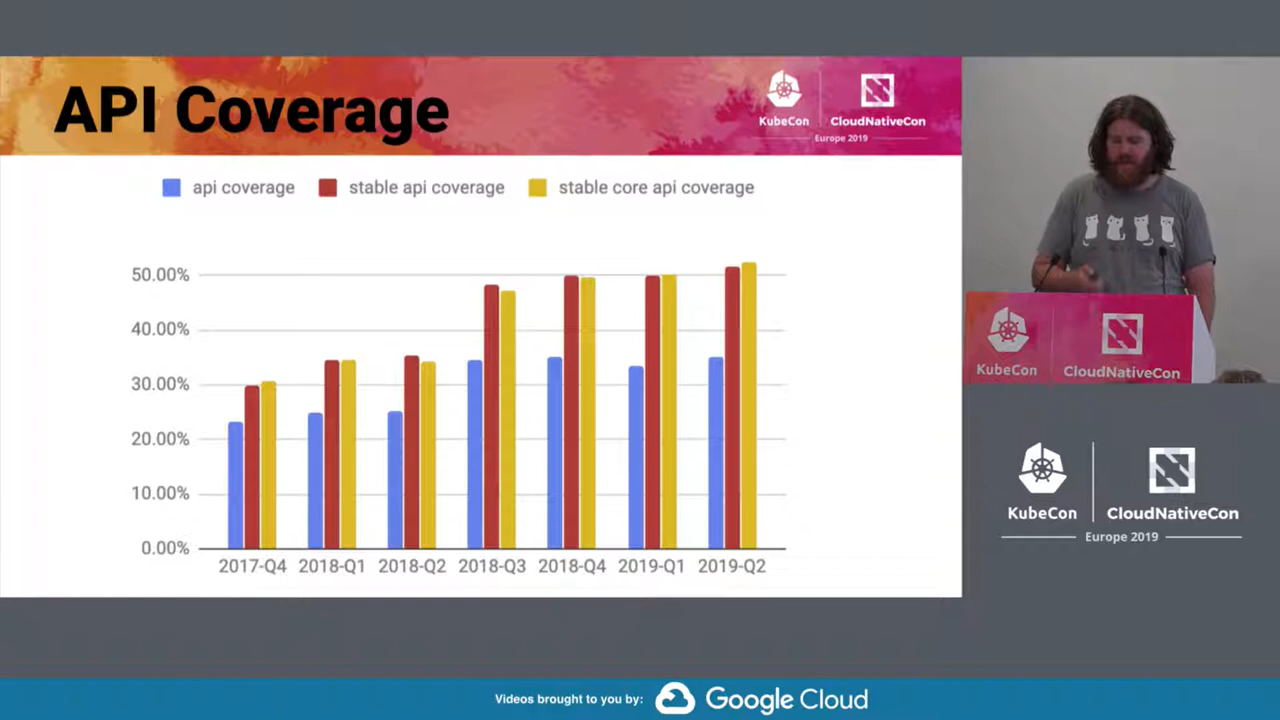 API Coverage
KubeCon
CloudNativeCon
Europe 2019
api coverage
stable api coverage
stable core api coverage
50.00%
40.00%
30.00%
20.00%
10.00%
0.00%
2017-Q4 2018-Q1 2018-Q2 2018-Q3 2018-Q4 2019-Q1 2019-Q2
KubeCon
CloudNativeCon
KubeCon
CloudNativeCon
Europe 2019
Videos brought to you by:
Google Cloud